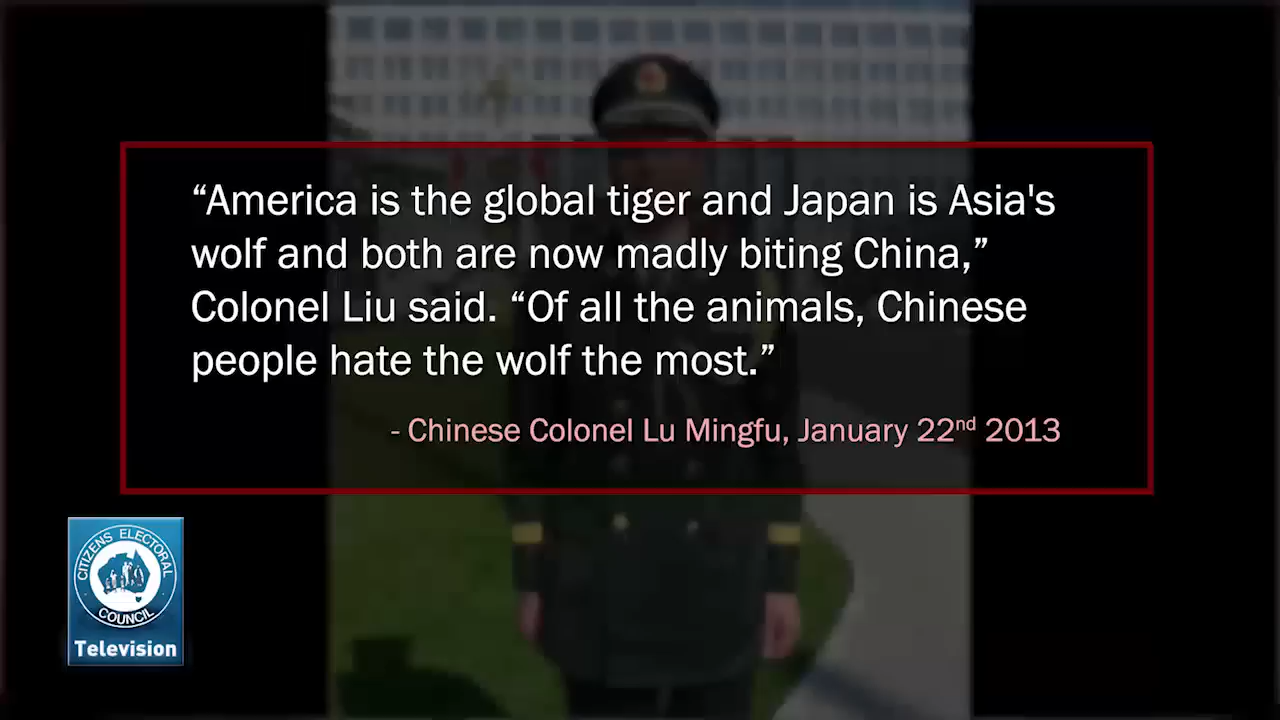 “America is the global tiger and Japan is Asia's
wolf and both are now madly biting China,”
Colonel Liu said. “Of all the animals, Chinese
people hate the wolf the most.”
- Chinese Colonel Lu Mingfu, January 22nd 2013
CITIZENS ELECTORAL
COUNCIL
Television